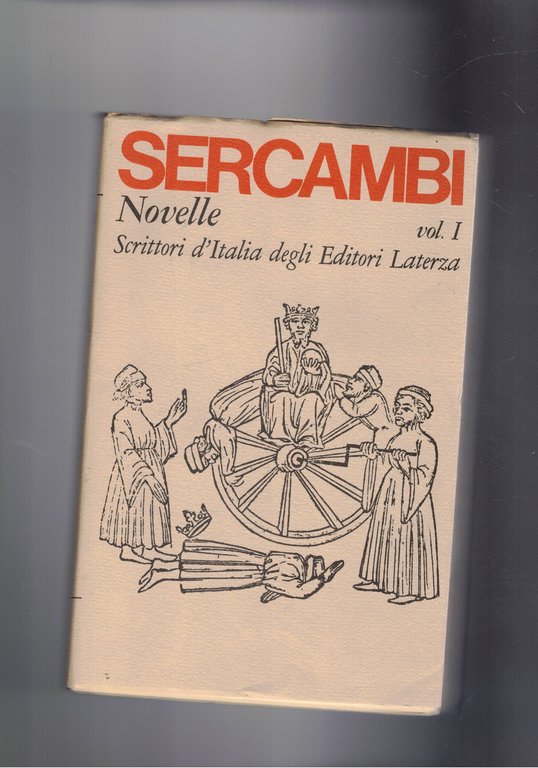 SERCAMBI
Novelle
vol. I
Scrittori d'Italia degli Editori Laterza